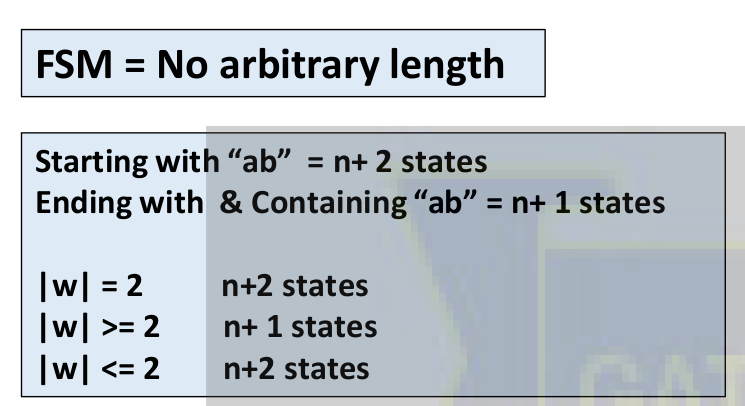 FSM = No arbitrary length
Starting with “ab” = n+ 2 states
Ending with & Containing “ab” = n+ 1 states
|w| = 2 n+2 states
|w| >= 2 n+ 1 states
|w| <= 2 n+2 states
GAT